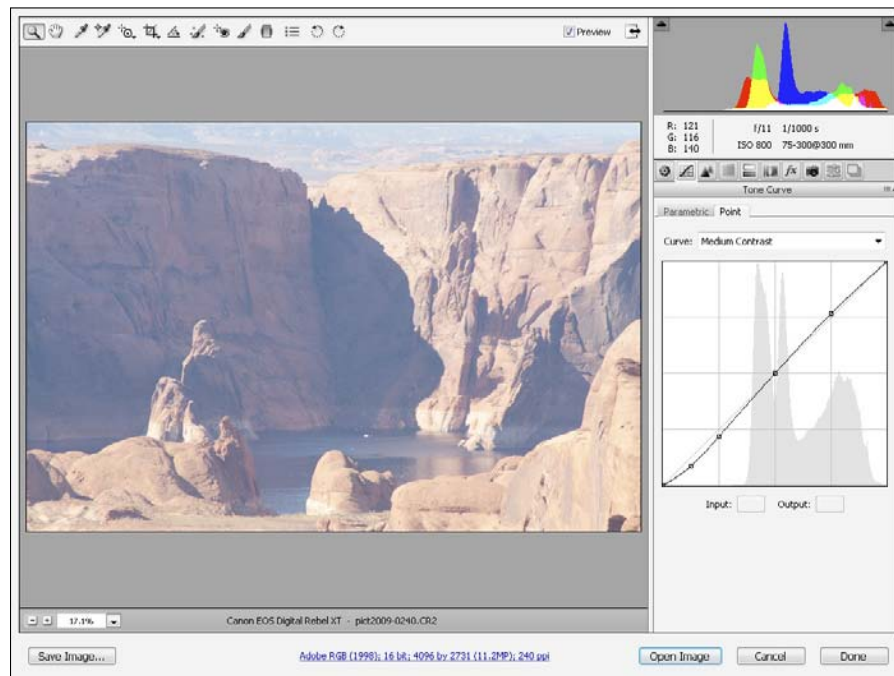 Preview
R: 121
G: 116
B: 140
f/11 1/1000 s
ISO 800 75-300@300 mm
fx
Tone Curve
Parametric Point
Curve: Medium Contrast
Input: Output:
17.1%
Canon EOS Digital Rebel XT - pict2009-0240.CR2
Save Image...
Adobe RGB (1998); 16 bit; 4096 by 2731 (11.2MP); 240 ppi
Open Image
Cancel
Done